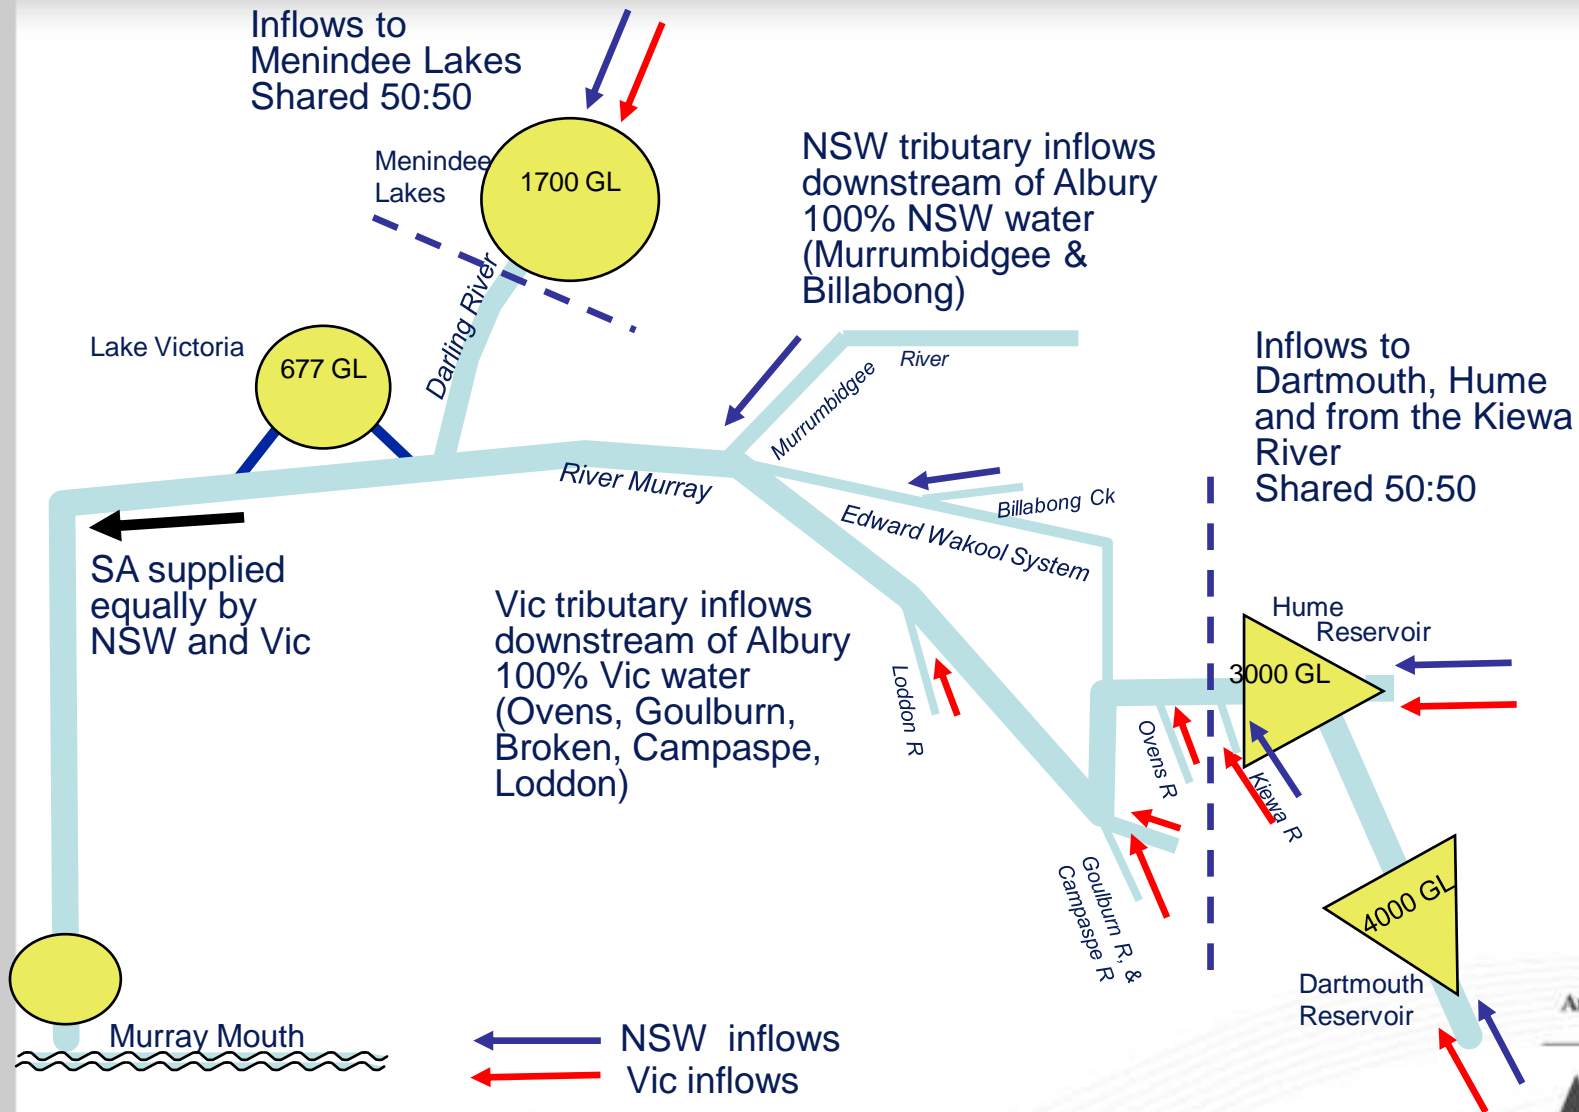 Inflows to
Menindee Lakes
Shared 50:50
Menindee
Lakes
1700 GL
NSW tributary inflows
downstream of Albury
100% NSW water
(Murrumbidgee &
Billabong)
Darling River
Lake Victoria
677 GL
River
Murrumbidgee
Inflows to
Dartmouth, Hume
and from the Kiewa
River
Shared 50:50
River Murray
Billabong Ck
Edward Wakool System
SA supplied
equally by
NSW and Vic
Vic tributary inflows
downstream of Albury
100% Vic water
(Ovens, Goulburn,
Broken, Campaspe,
Loddon)
Hume
Reservoir
3000 GL
Loddon R
Ovens R
Kiewa R
Goulburn R, &
Campaspe R
4000 GL
Dartmouth
Reservoir
Murray Mouth
NSW inflows
Vic inflows